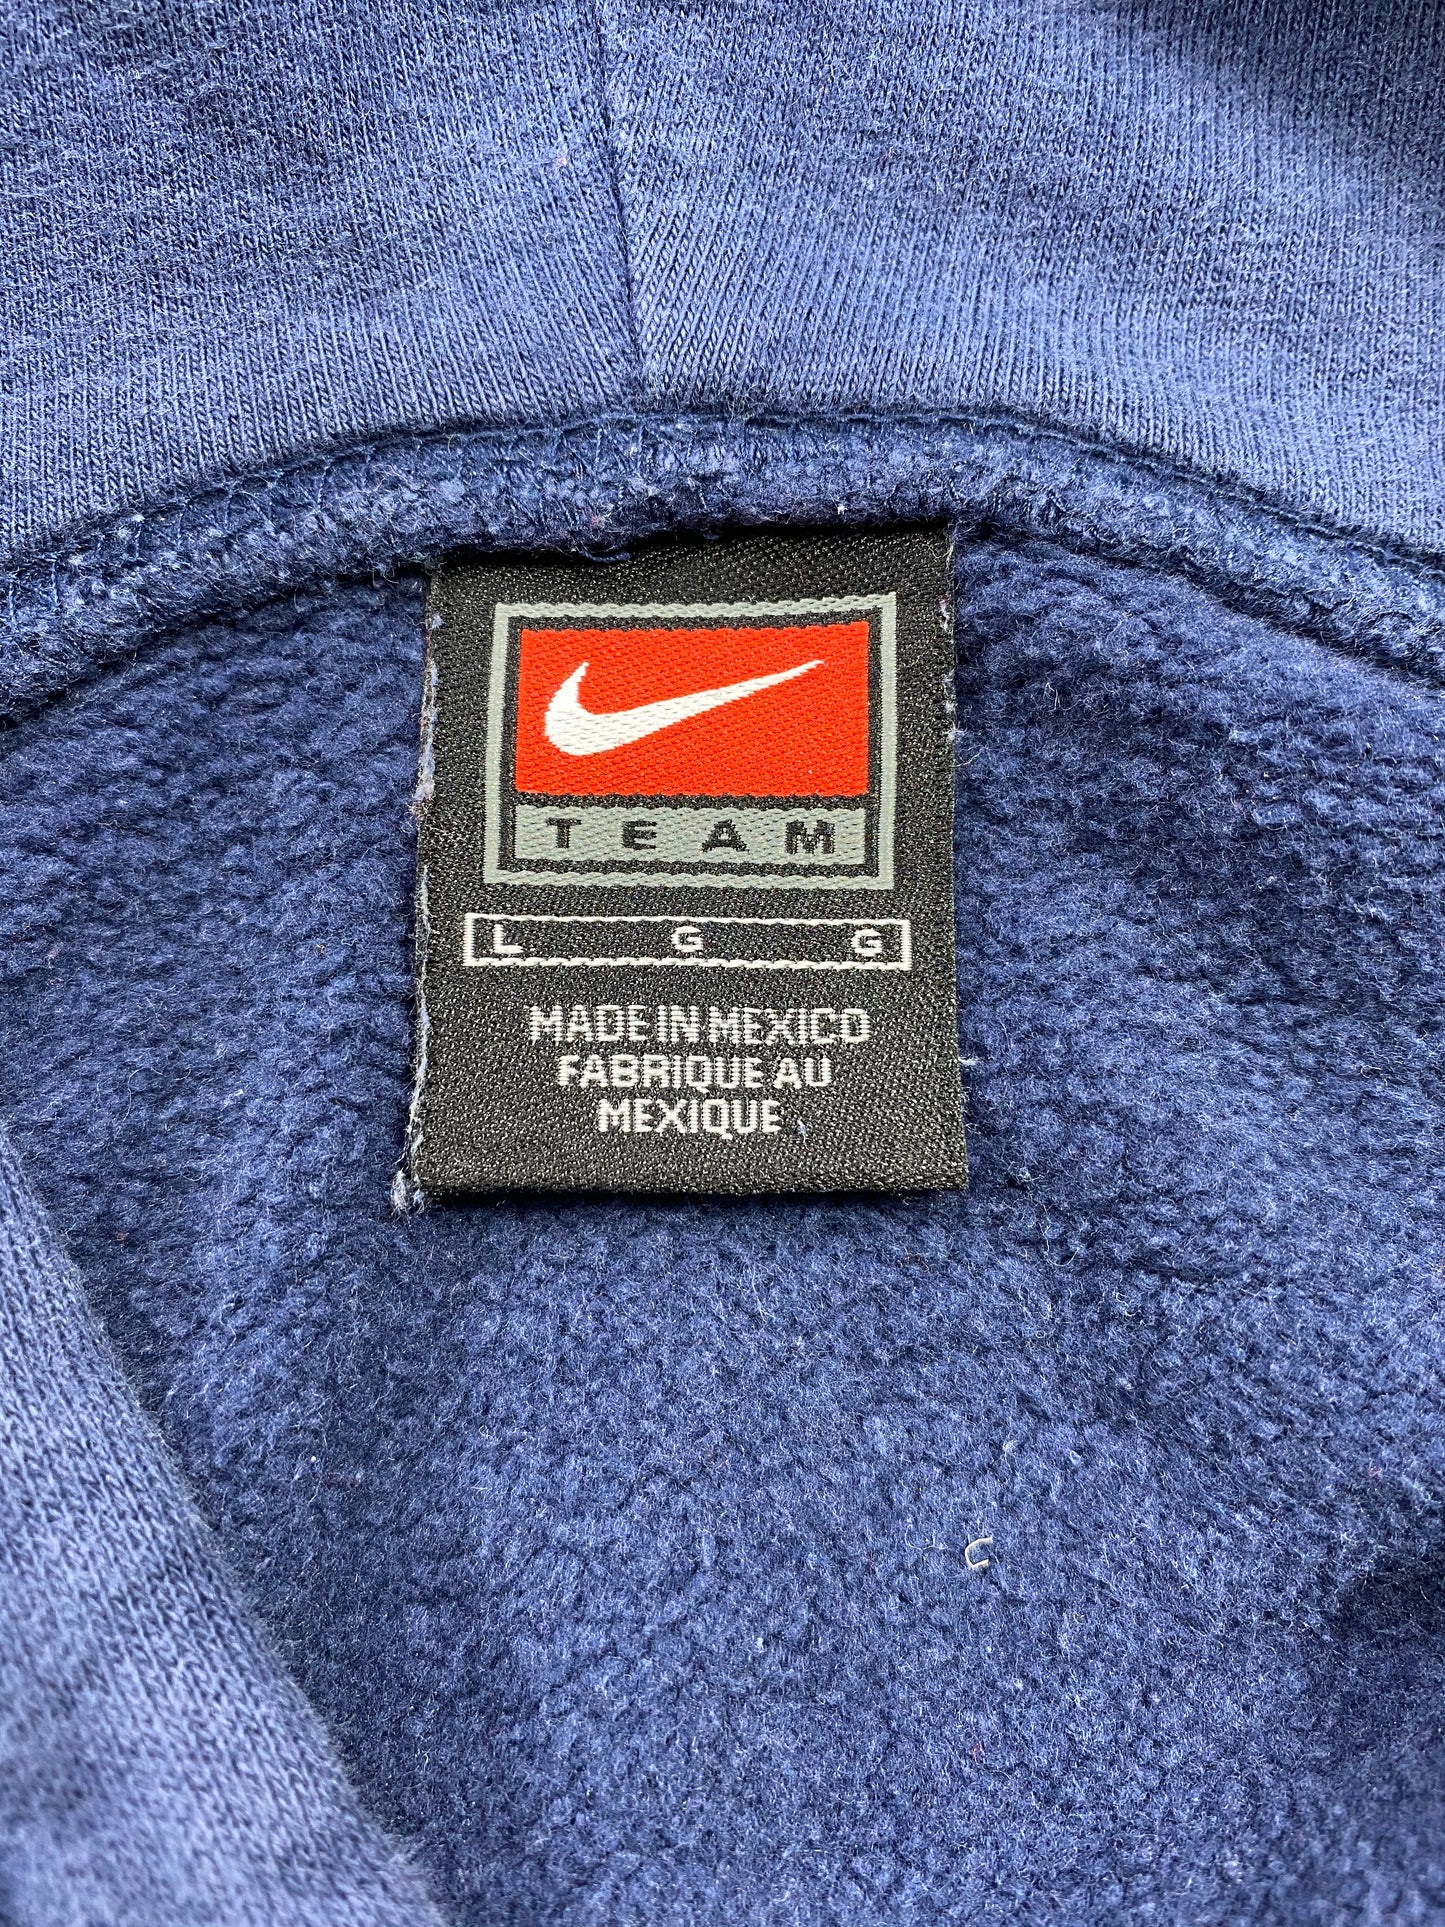 TEAM
L G G
MADE IN MEXICO
FABRIQUE AU
MEXIQUE